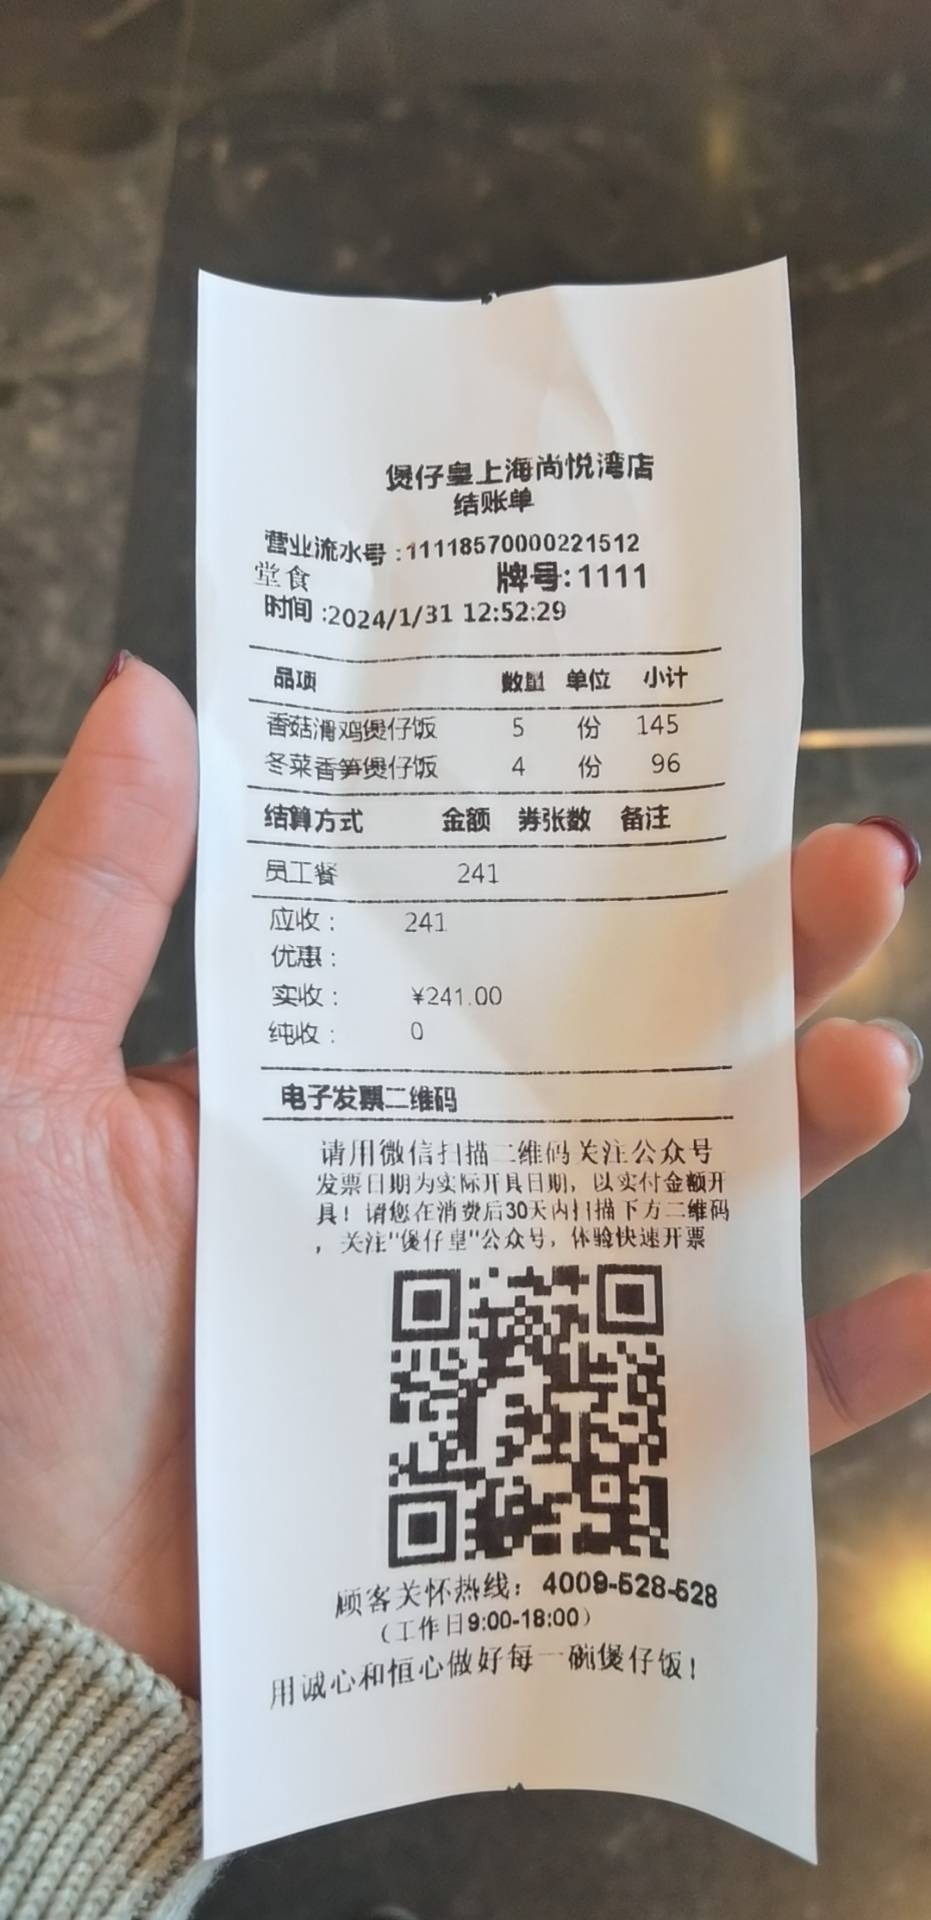 煲仔皇上海尚悦湾店
结账单
营业流水号:11118570000221512
堂食 牌号:1111
时间:2024/1/31 12:52:29
品项 数量 单位 小计
香菇滑鸡煲仔饭 5 份 145
冬菜香笋煲仔饭 4 份 96
结算方式 金额 券张数 备注
员工餐 241
应收: 241
优惠:
实收: ¥241.00
纯收: 0
电子发票二维码
请用微信扫描二维码关注公众号
发票日期为实际开具日期，以实付金额开
具！请您在消费后30天内扫描下方二维码
，关注"煲仔皇"公众号，体验快速开票
顾客关怀热线：4009-528-528
（工作日9:00-18:00）
用诚心和恒心做好每一碗煲仔饭！